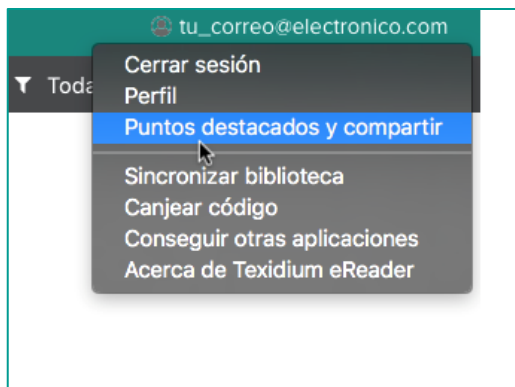 tu_correo@electronico.com
Toda
Cerrar sesión
Perfil
Puntos destacados y compartir
Sincronizar biblioteca
Canjear código
Conseguir otras aplicaciones
Acerca de Texidium eReader